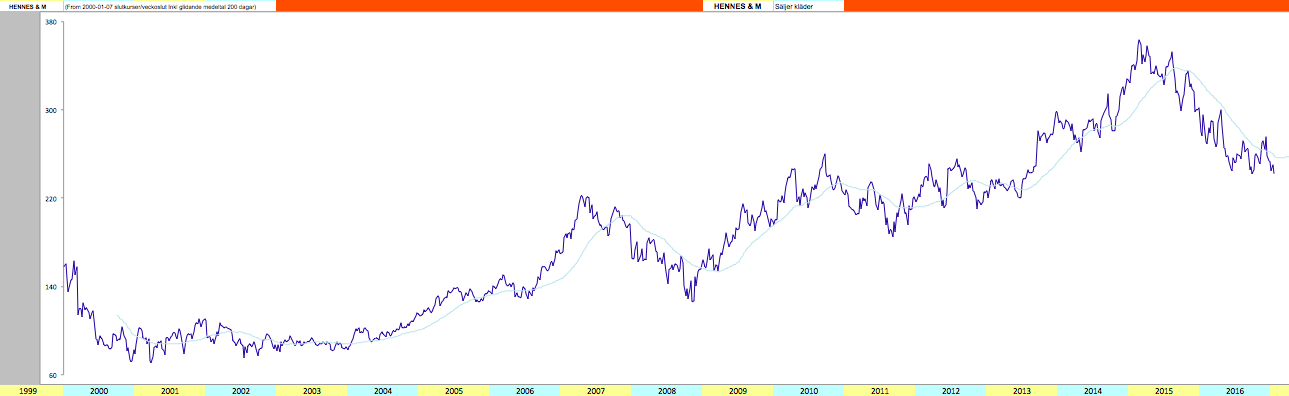 HENNES & M (From 2000-01-07 slutkurser/veckoslut inkl glidande medeltal 200 dagar) HENNES & M Säljer kläder
380
300
220
140
60
1999 2000 2001 2002 2003 2004 2005 2006 2007 2008 2009 2010 2011 2012 2013 2014 2015 2016